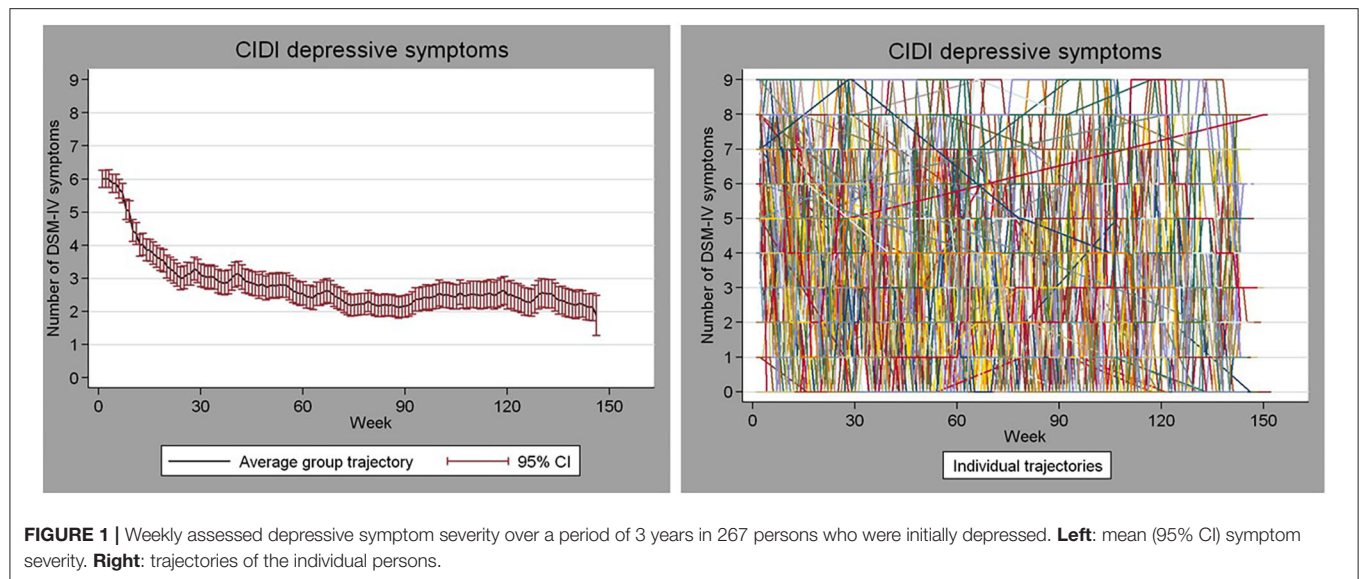 CIDI depressive symptoms
Number of DSM-IV symptoms
9
8
7
6
5
4
3
2
1
0
0 30 60 90 120 150
Week
Average group trajectory 95% CI
CIDI depressive symptoms
Number of DSM-IV symptoms
9
8
7
6
5
4
3
2
1
0
0 30 60 90 120 150
Week
Individual trajectories
FIGURE 1 | Weekly assessed depressive symptom severity over a period of 3 years in 267 persons who were initially depressed. Left: mean (95% CI) symptom
severity. Right: trajectories of the individual persons.